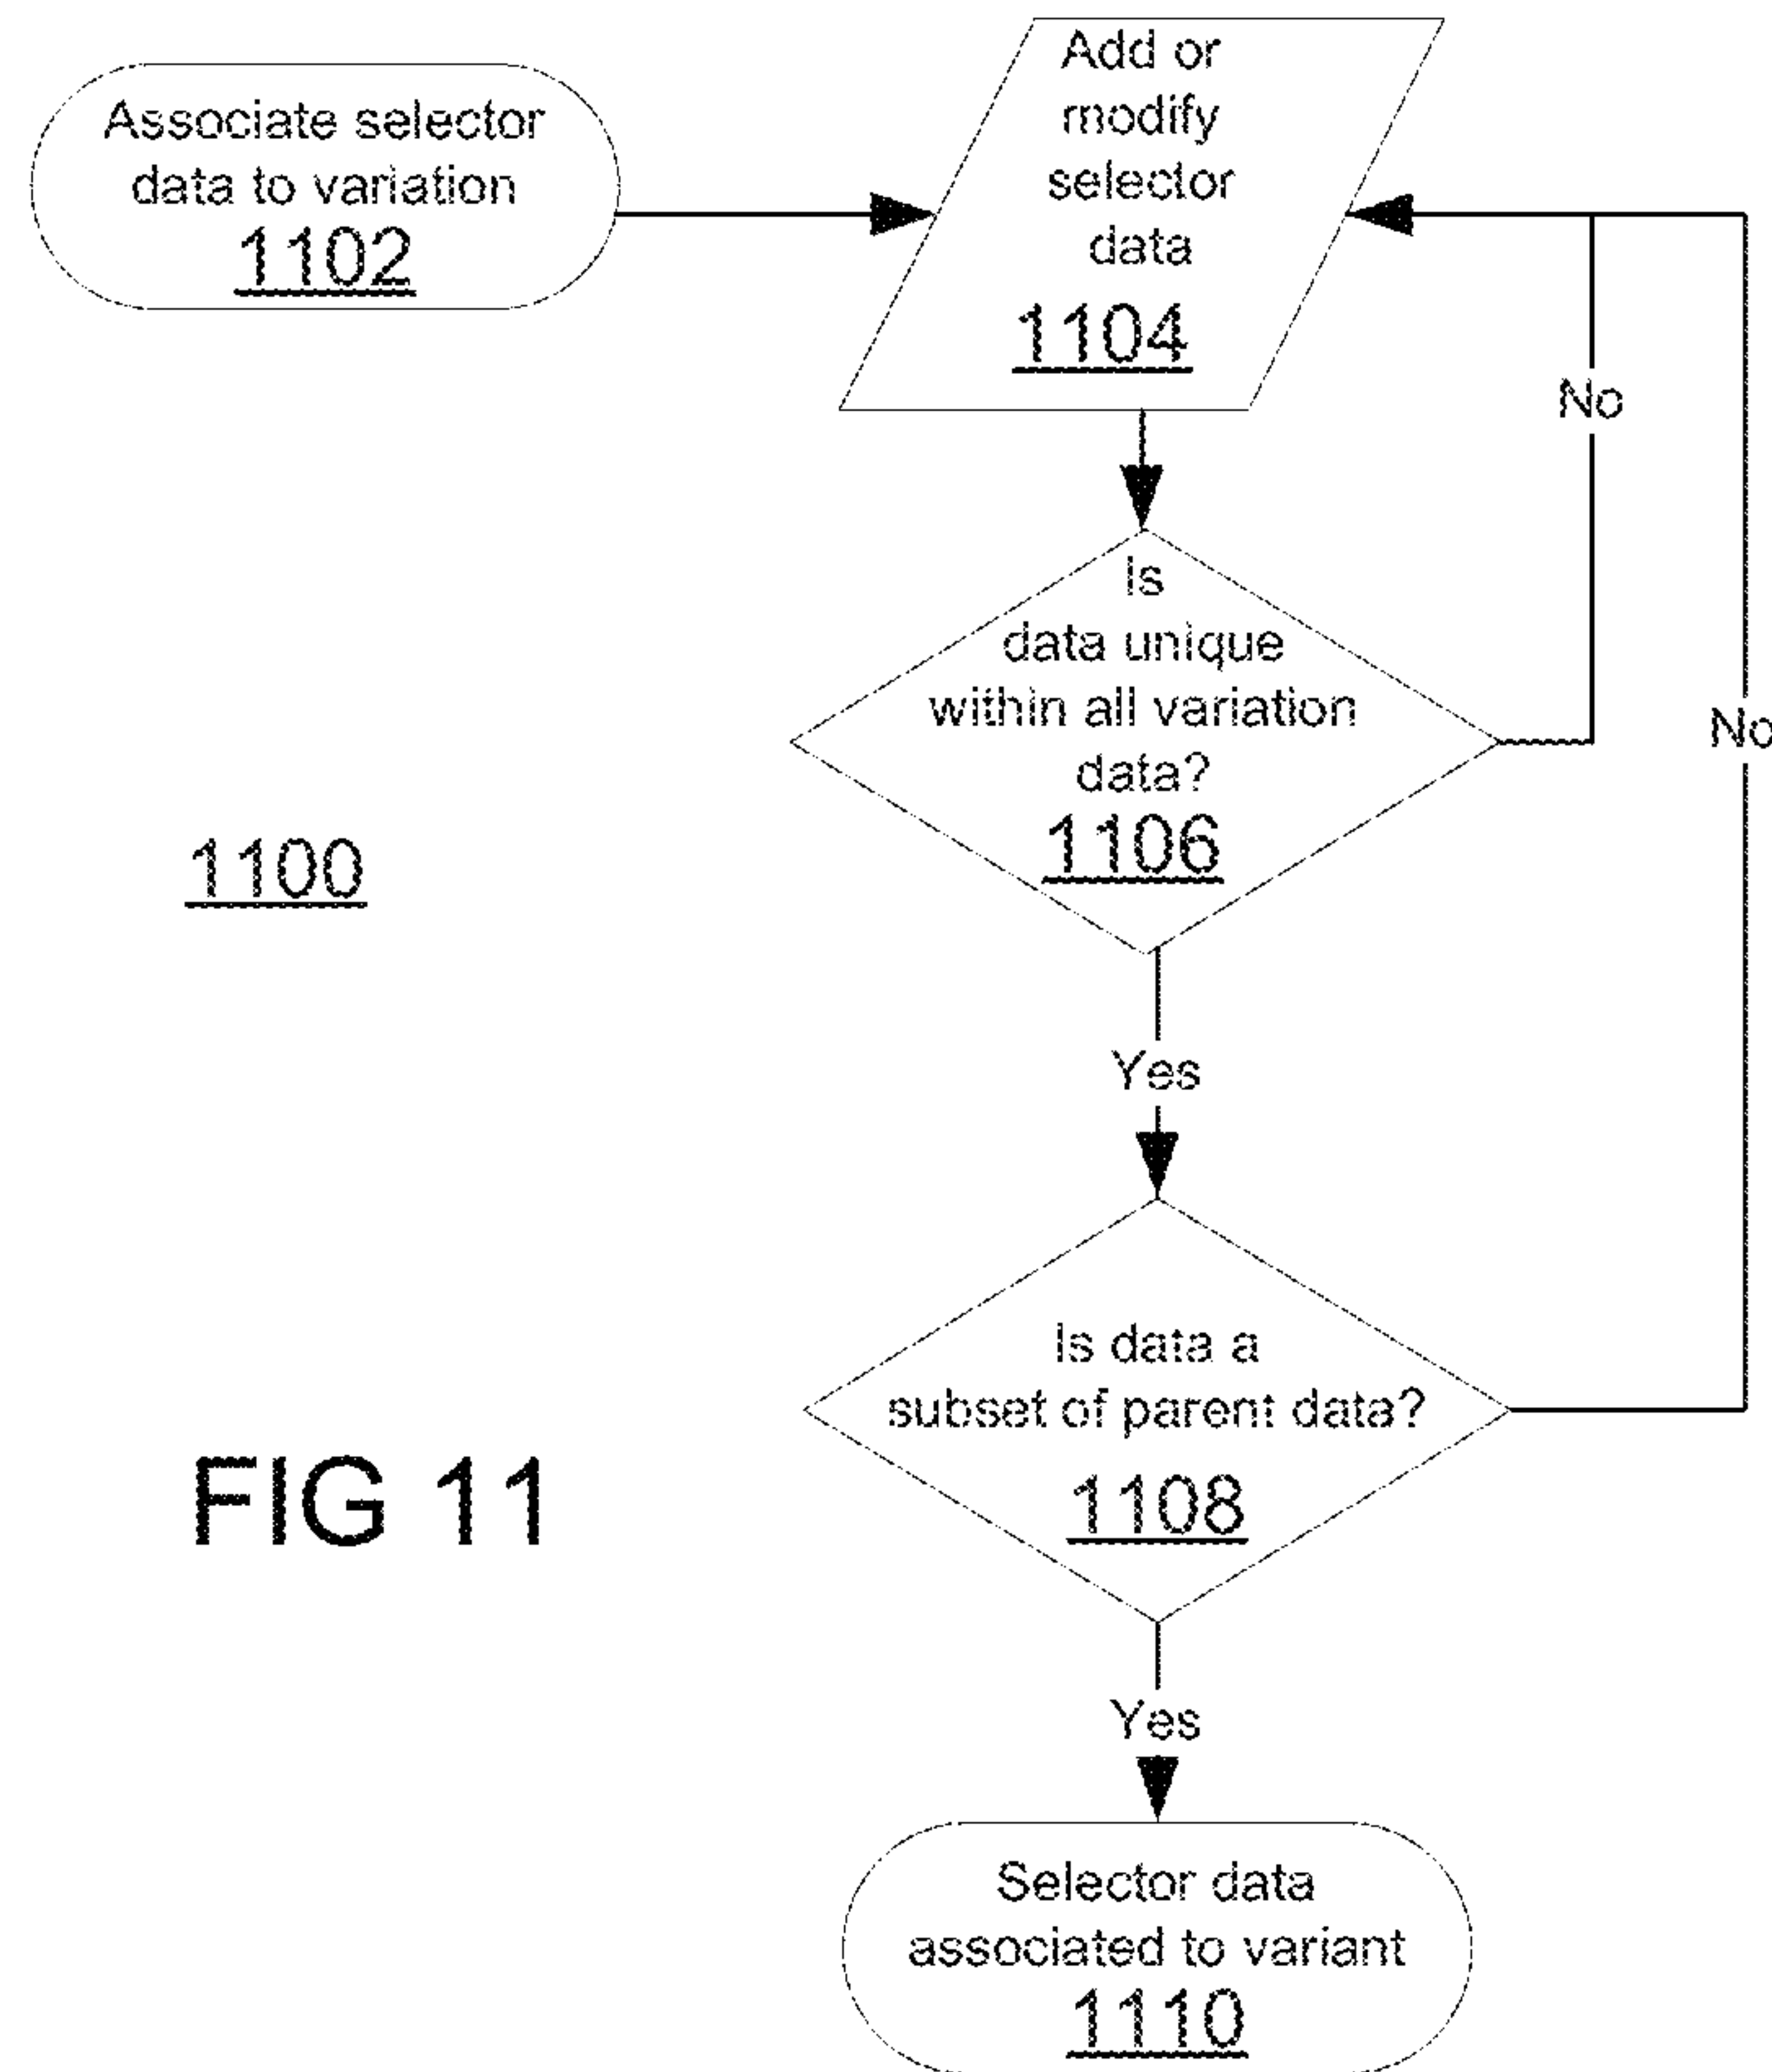 Associate selector
data to variation
1102
Add or
modify
selector
data
1104
No
Is
data unique
within all variation
data?
1106
No
1100
Yes
Is data a
subset of parent data?
1108
FIG 11
Yes
Selector data
associated to variant
1110